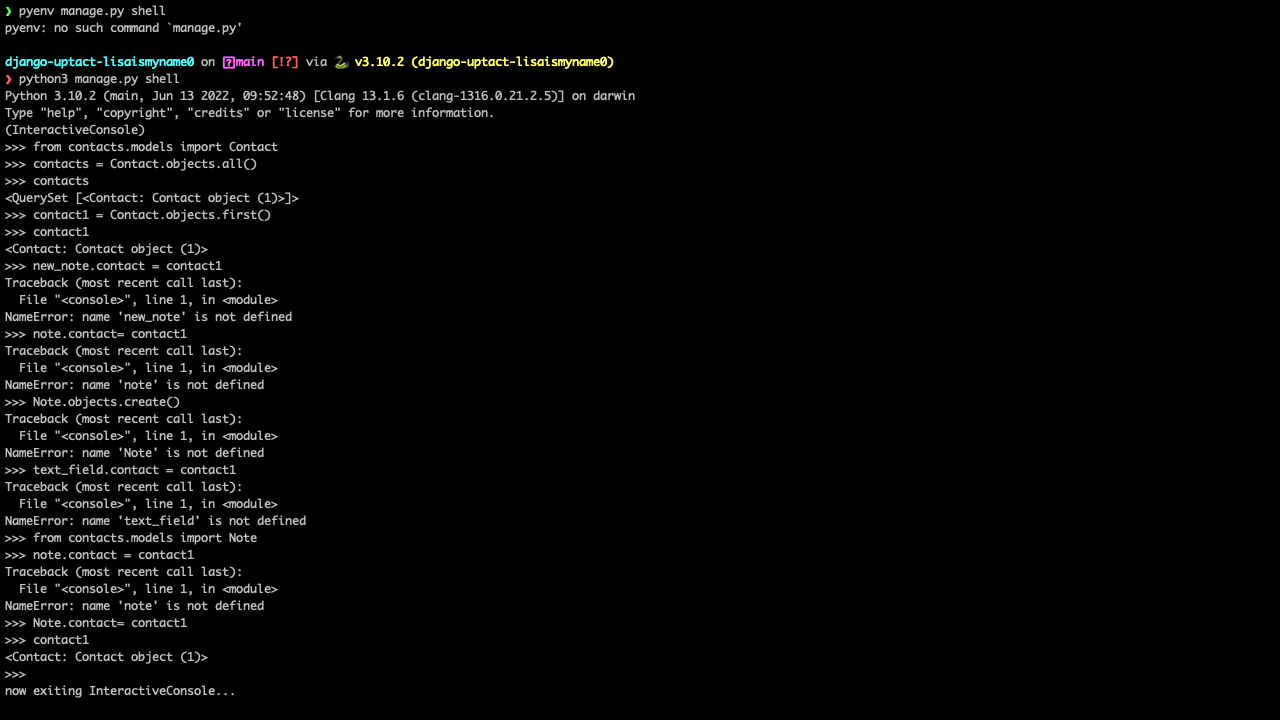 ❯ pyenv manage.py shell
pyenv: no such command `manage.py'
django-uptact-lisaismyname0 on main [!?] via 🐍 v3.10.2 (django-uptact-lisaismyname0)
❯ python3 manage.py shell
Python 3.10.2 (main, Jun 13 2022, 09:52:48) [Clang 13.1.6 (clang-1316.0.21.2.5)] on darwin
Type "help", "copyright", "credits" or "license" for more information.
(InteractiveConsole)
>>> from contacts.models import Contact
>>> contacts = Contact.objects.all()
>>> contacts
<QuerySet [<Contact: Contact object (1)>]>
>>> contact1 = Contact.objects.first()
>>> contact1
<Contact: Contact object (1)>
>>> new_note.contact = contact1
Traceback (most recent call last):
  File "<console>", line 1, in <module>
NameError: name 'new_note' is not defined
>>> note.contact= contact1
Traceback (most recent call last):
  File "<console>", line 1, in <module>
NameError: name 'note' is not defined
>>> Note.objects.create()
Traceback (most recent call last):
  File "<console>", line 1, in <module>
NameError: name 'Note' is not defined
>>> text_field.contact = contact1
Traceback (most recent call last):
  File "<console>", line 1, in <module>
NameError: name 'text_field' is not defined
>>> from contacts.models import Note
>>> note.contact = contact1
Traceback (most recent call last):
  File "<console>", line 1, in <module>
NameError: name 'note' is not defined
>>> Note.contact= contact1
>>> contact1
<Contact: Contact object (1)>
>>>
now exiting InteractiveConsole...